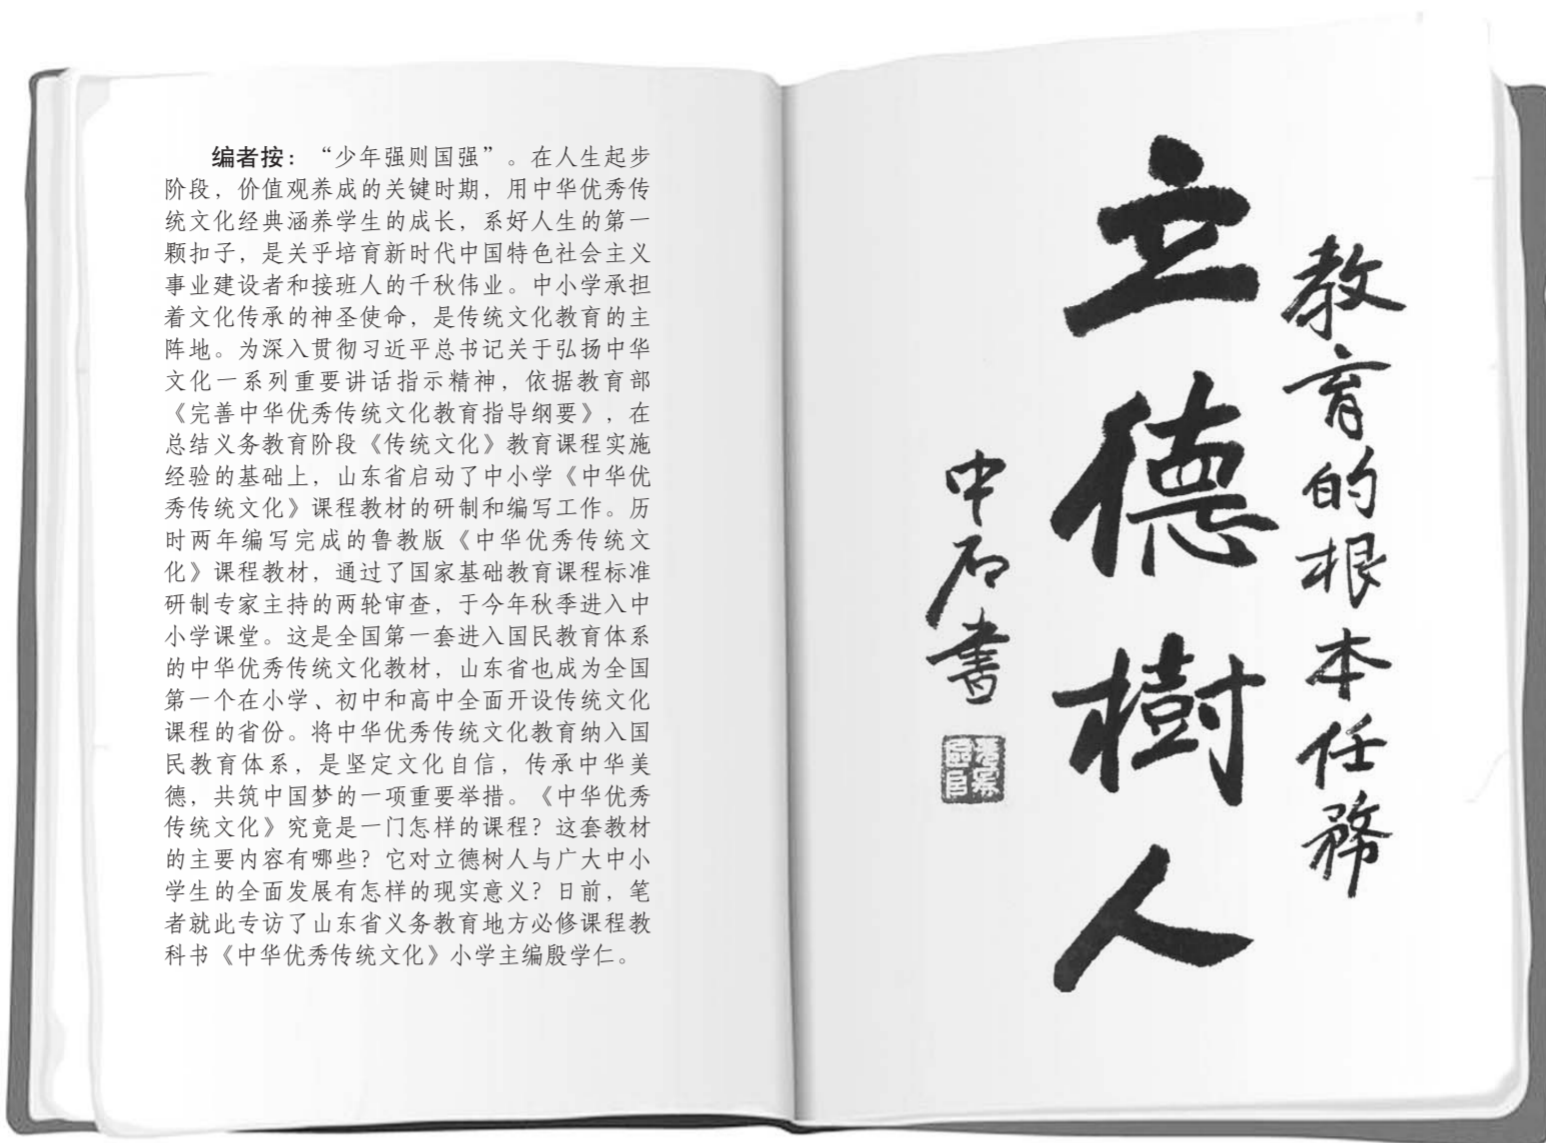 编者按：“少年强则国强”。在人生起步
阶段，价值观养成的关键时期，用中华优秀传
统文化经典涵养学生的成长，系好人生的第一
颗扣子，是关乎培育新时代中国特色社会主义
事业建设者和接班人的千秋伟业。中小学承担
着文化传承的神圣使命，是传统文化教育的主
阵地。为深入贯彻习近平总书记关于弘扬中华
文化一系列重要讲话指示精神，依据教育部
《完善中华优秀传统文化教育指导纲要》，在
总结义务教育阶段《传统文化》教育课程实施
经验的基础上，山东省启动了中小学《中华优
秀传统文化》课程教材的研制和编写工作。历
时两年编写完成的鲁教版《中华优秀传统文
化》课程教材，通过了国家基础教育课程标准
研制专家主持的两轮审查，于今年秋季进入中
小学课堂。这是全国第一套进入国民教育体系
的中华优秀传统文化教材，山东省也成为全国
第一个在小学、初中和高中全面开设传统文化
课程的省份。将中华优秀传统文化教育纳入国
民教育体系，是坚定文化自信，传承中华美
德，共筑中国梦的一项重要举措。《中华优秀
传统文化》究竟是一门怎样的课程？这套教材
的主要内容有哪些？它对立德树人与广大中小
学生的全面发展有怎样的现实意义？日前，笔
者就此专访了山东省义务教育地方必修课程教
科书《中华优秀传统文化》小学主编殷学仁。
教育的根本任務
立德樹人
中石書